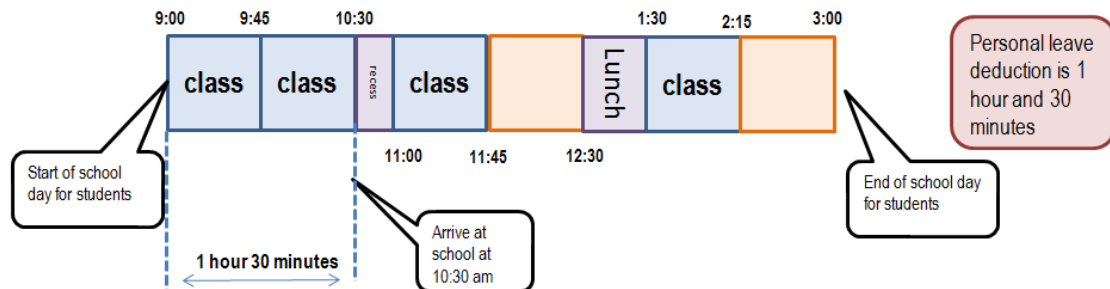 9:00 9:45 10:30 1:30 2:15 3:00
class class recess class Lunch class
11:00 11:45 12:30
Personal leave
deduction is 1
hour and 30
minutes
Start of school
day for students
Arrive at
school at
10:30 am
End of school day
for students
1 hour 30 minutes